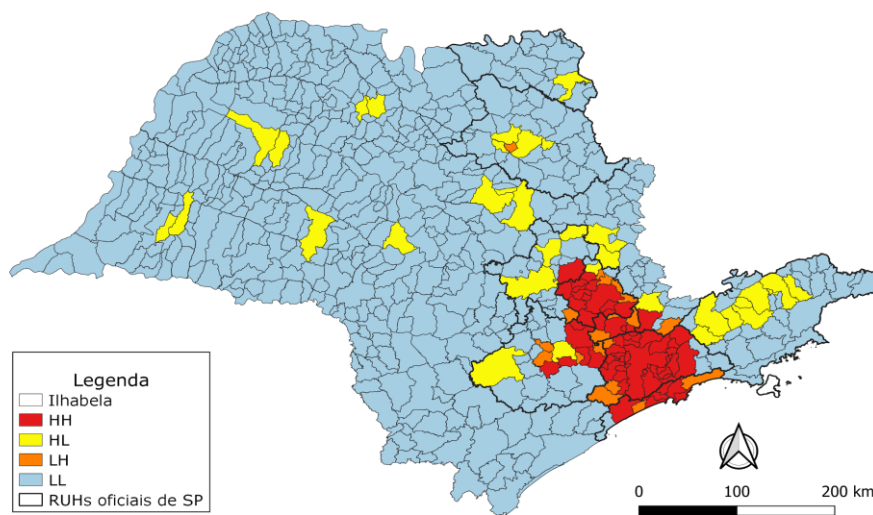 Legenda
Ilhabela
HH
HL
LH
LL
RUHs oficiais de SP
0 100 200 km